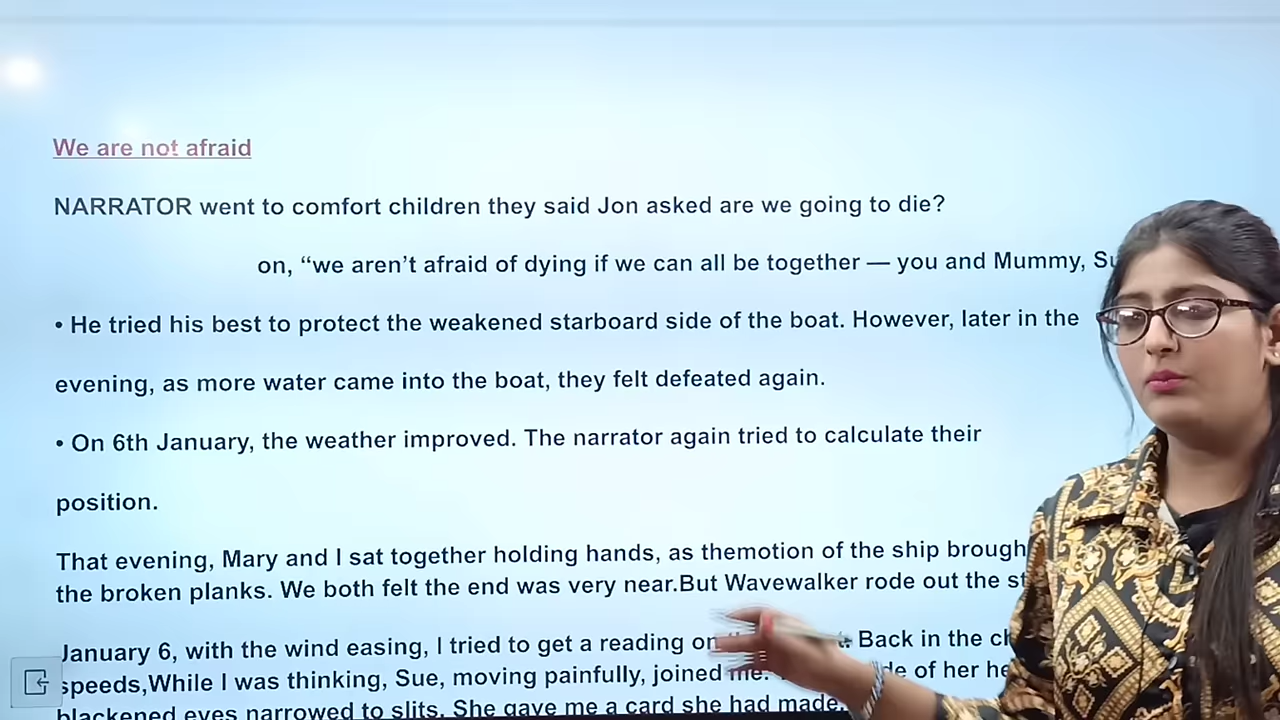 We are not afraid
NARRATOR went to comfort children they said Jon asked are we going to die?
on, “we aren’t afraid of dying if we can all be together — you and Mummy,
• He tried his best to protect the weakened starboard side of the boat. However, later in the
evening, as more water came into the boat, they felt defeated again.
• On 6th January, the weather improved. The narrator again tried to calculate their
position.
That evening, Mary and I sat together holding hands, as themotion of the ship brough
the broken planks. We both felt the end was very near.But Wavewalker rode out the
January 6, with the wind easing, I tried to get a reading on Back in the
speeds,While I was thinking, Sue, moving painfully, joined me. of her
blackened eyes narrowed to slits. She gave me a card she had made.